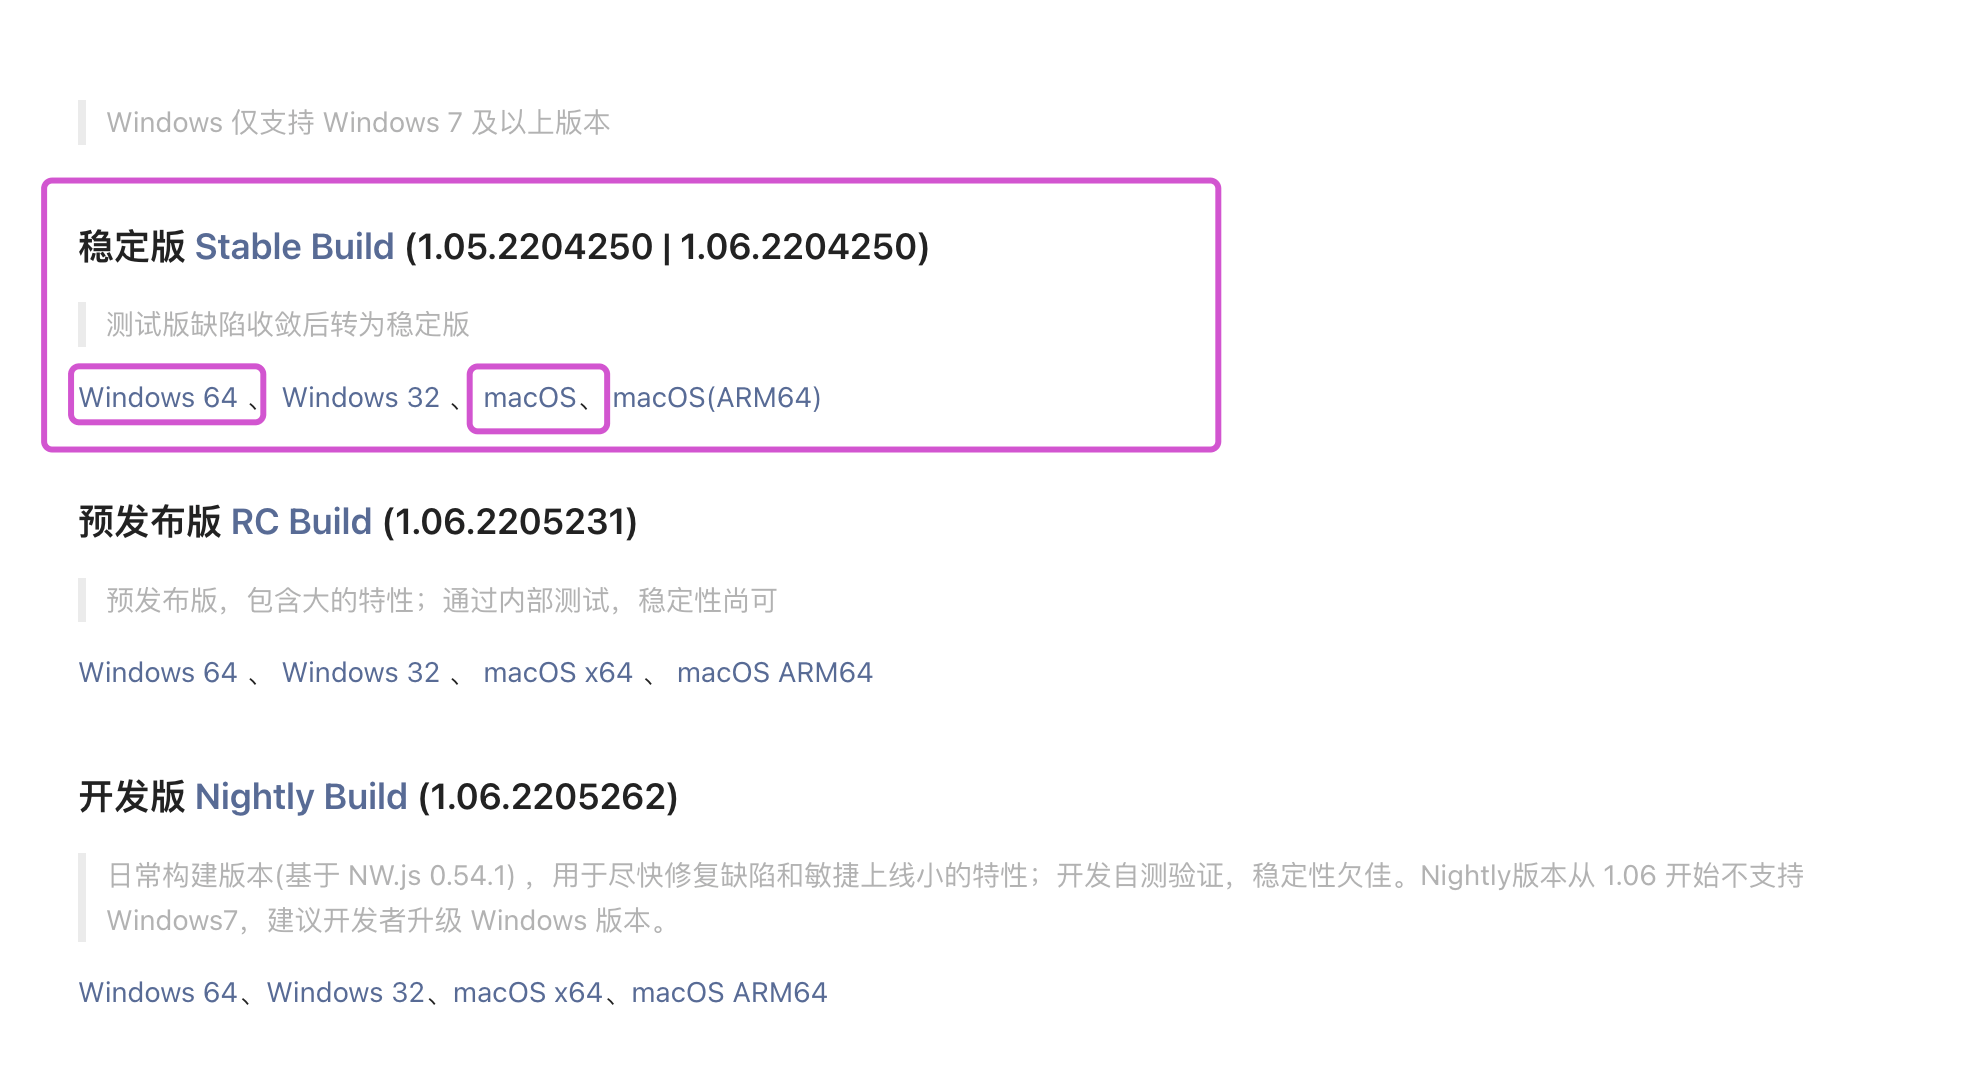 Windows 仅支持 Windows 7 及以上版本
稳定版 Stable Build (1.05.2204250 | 1.06.2204250)
测试版缺陷收敛后转为稳定版
Windows 64 、 Windows 32 、 macOS、 macOS(ARM64)
预发布版 RC Build (1.06.2205231)
预发布版，包含大的特性；通过内部测试，稳定性尚可
Windows 64 、 Windows 32 、 macOS x64 、 macOS ARM64
开发版 Nightly Build (1.06.2205262)
日常构建版本(基于 NW.js 0.54.1) ，用于尽快修复缺陷和敏捷上线小的特性；开发自测验证，稳定性欠佳。Nightly版本从 1.06 开始不支持
Windows7，建议开发者升级 Windows 版本。
Windows 64、Windows 32、macOS x64、macOS ARM64